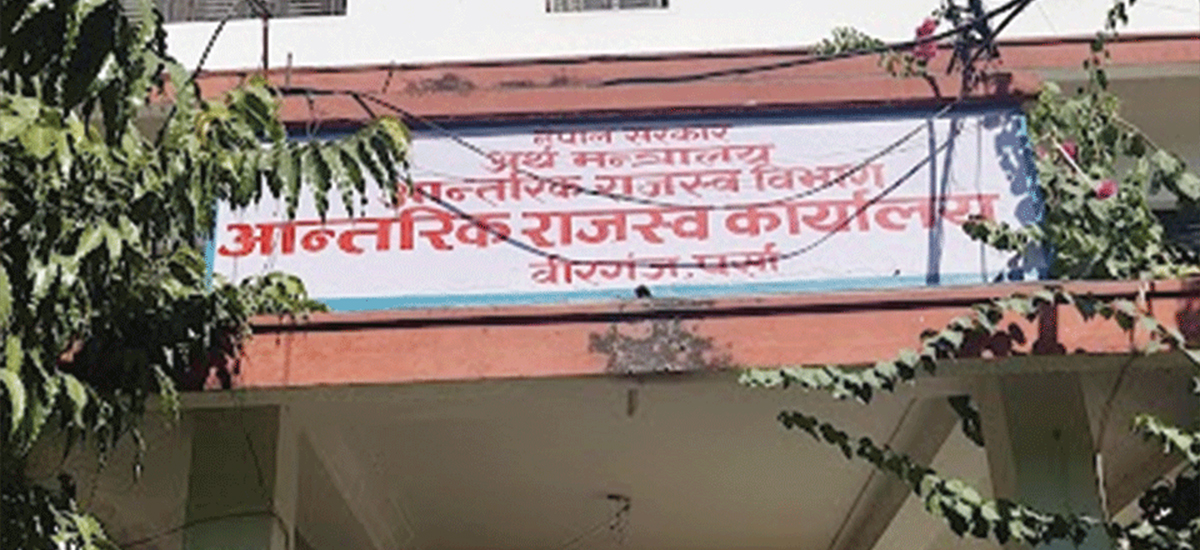 नेपाल सरकार
अर्थ मन्त्रालय
आन्तरिक राजस्व विभाग
आन्तरिक राजस्व कार्यालय
वीरगंज, पर्सा